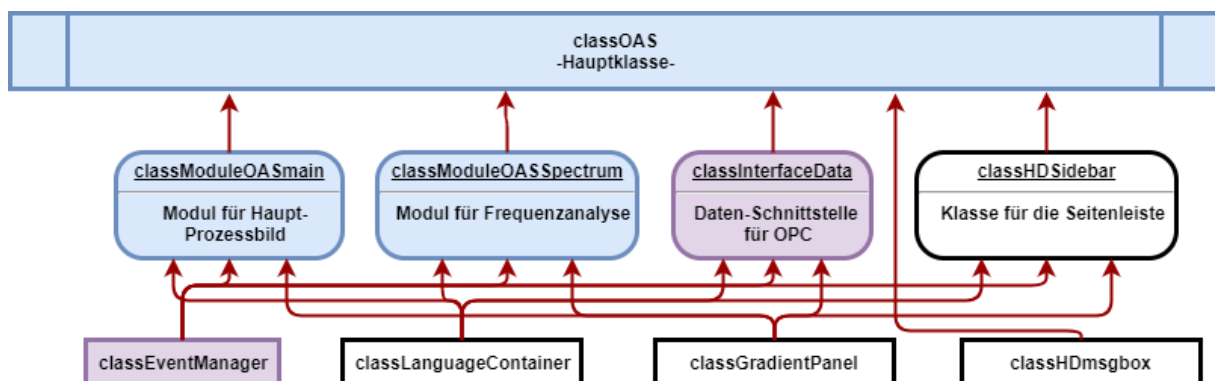 classOAS
-Hauptklasse-
classModuleOASmain
Modul für Haupt-
Prozessbild
classModuleOASSpectrum
Modul für Frequenzanalyse
classInterfaceData
Daten-Schnittstelle
für OPC
classHDSidebar
Klasse für die Seitenleiste
classEventManager
classLanguageContainer
classGradientPanel
classHDmsgbox